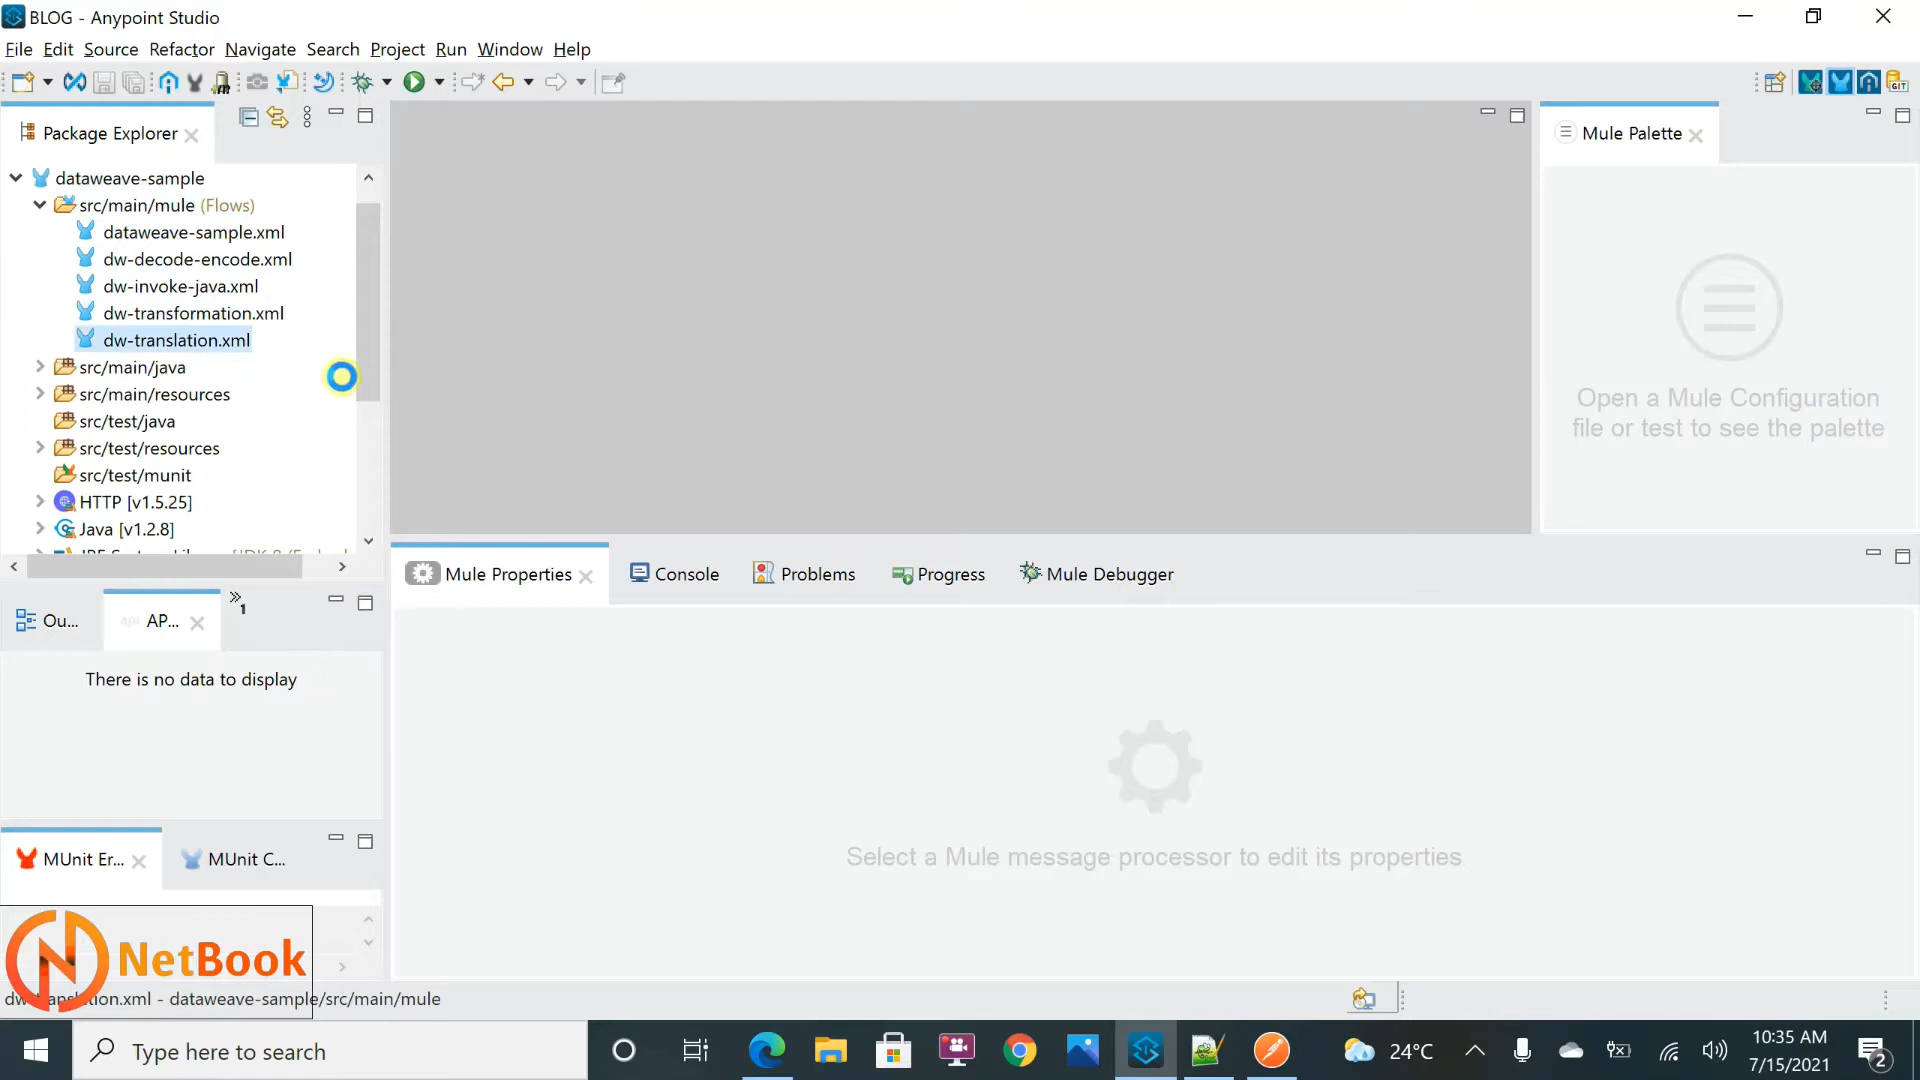 BLOG - Anypoint Studio
File Edit Source Refactor Navigate Search Project Run Window Help
GIT
Package Explorer
dataweave-sample
src/main/mule (Flows)
dataweave-sample.xml
dw-decode-encode.xml
dw-invoke-java.xml
dw-transformation.xml
dw-translation.xml
src/main/java
src/main/resources
src/test/java
src/test/resources
src/test/munit
HTTP [v1.5.25]
Java [v1.2.8]
Mule Palette
Open a Mule Configuration
file or test to see the palette
Mule Properties
Console
Problems
Progress
Mule Debugger
Select a Mule message processor to edit its properties
Ou...
AP...
1
There is no data to display
MUnit Er...
MUnit C...
NetBook
- dataweave-sample/src/main/mule
Type here to search
24°C
10:35 AM
7/15/2021
2